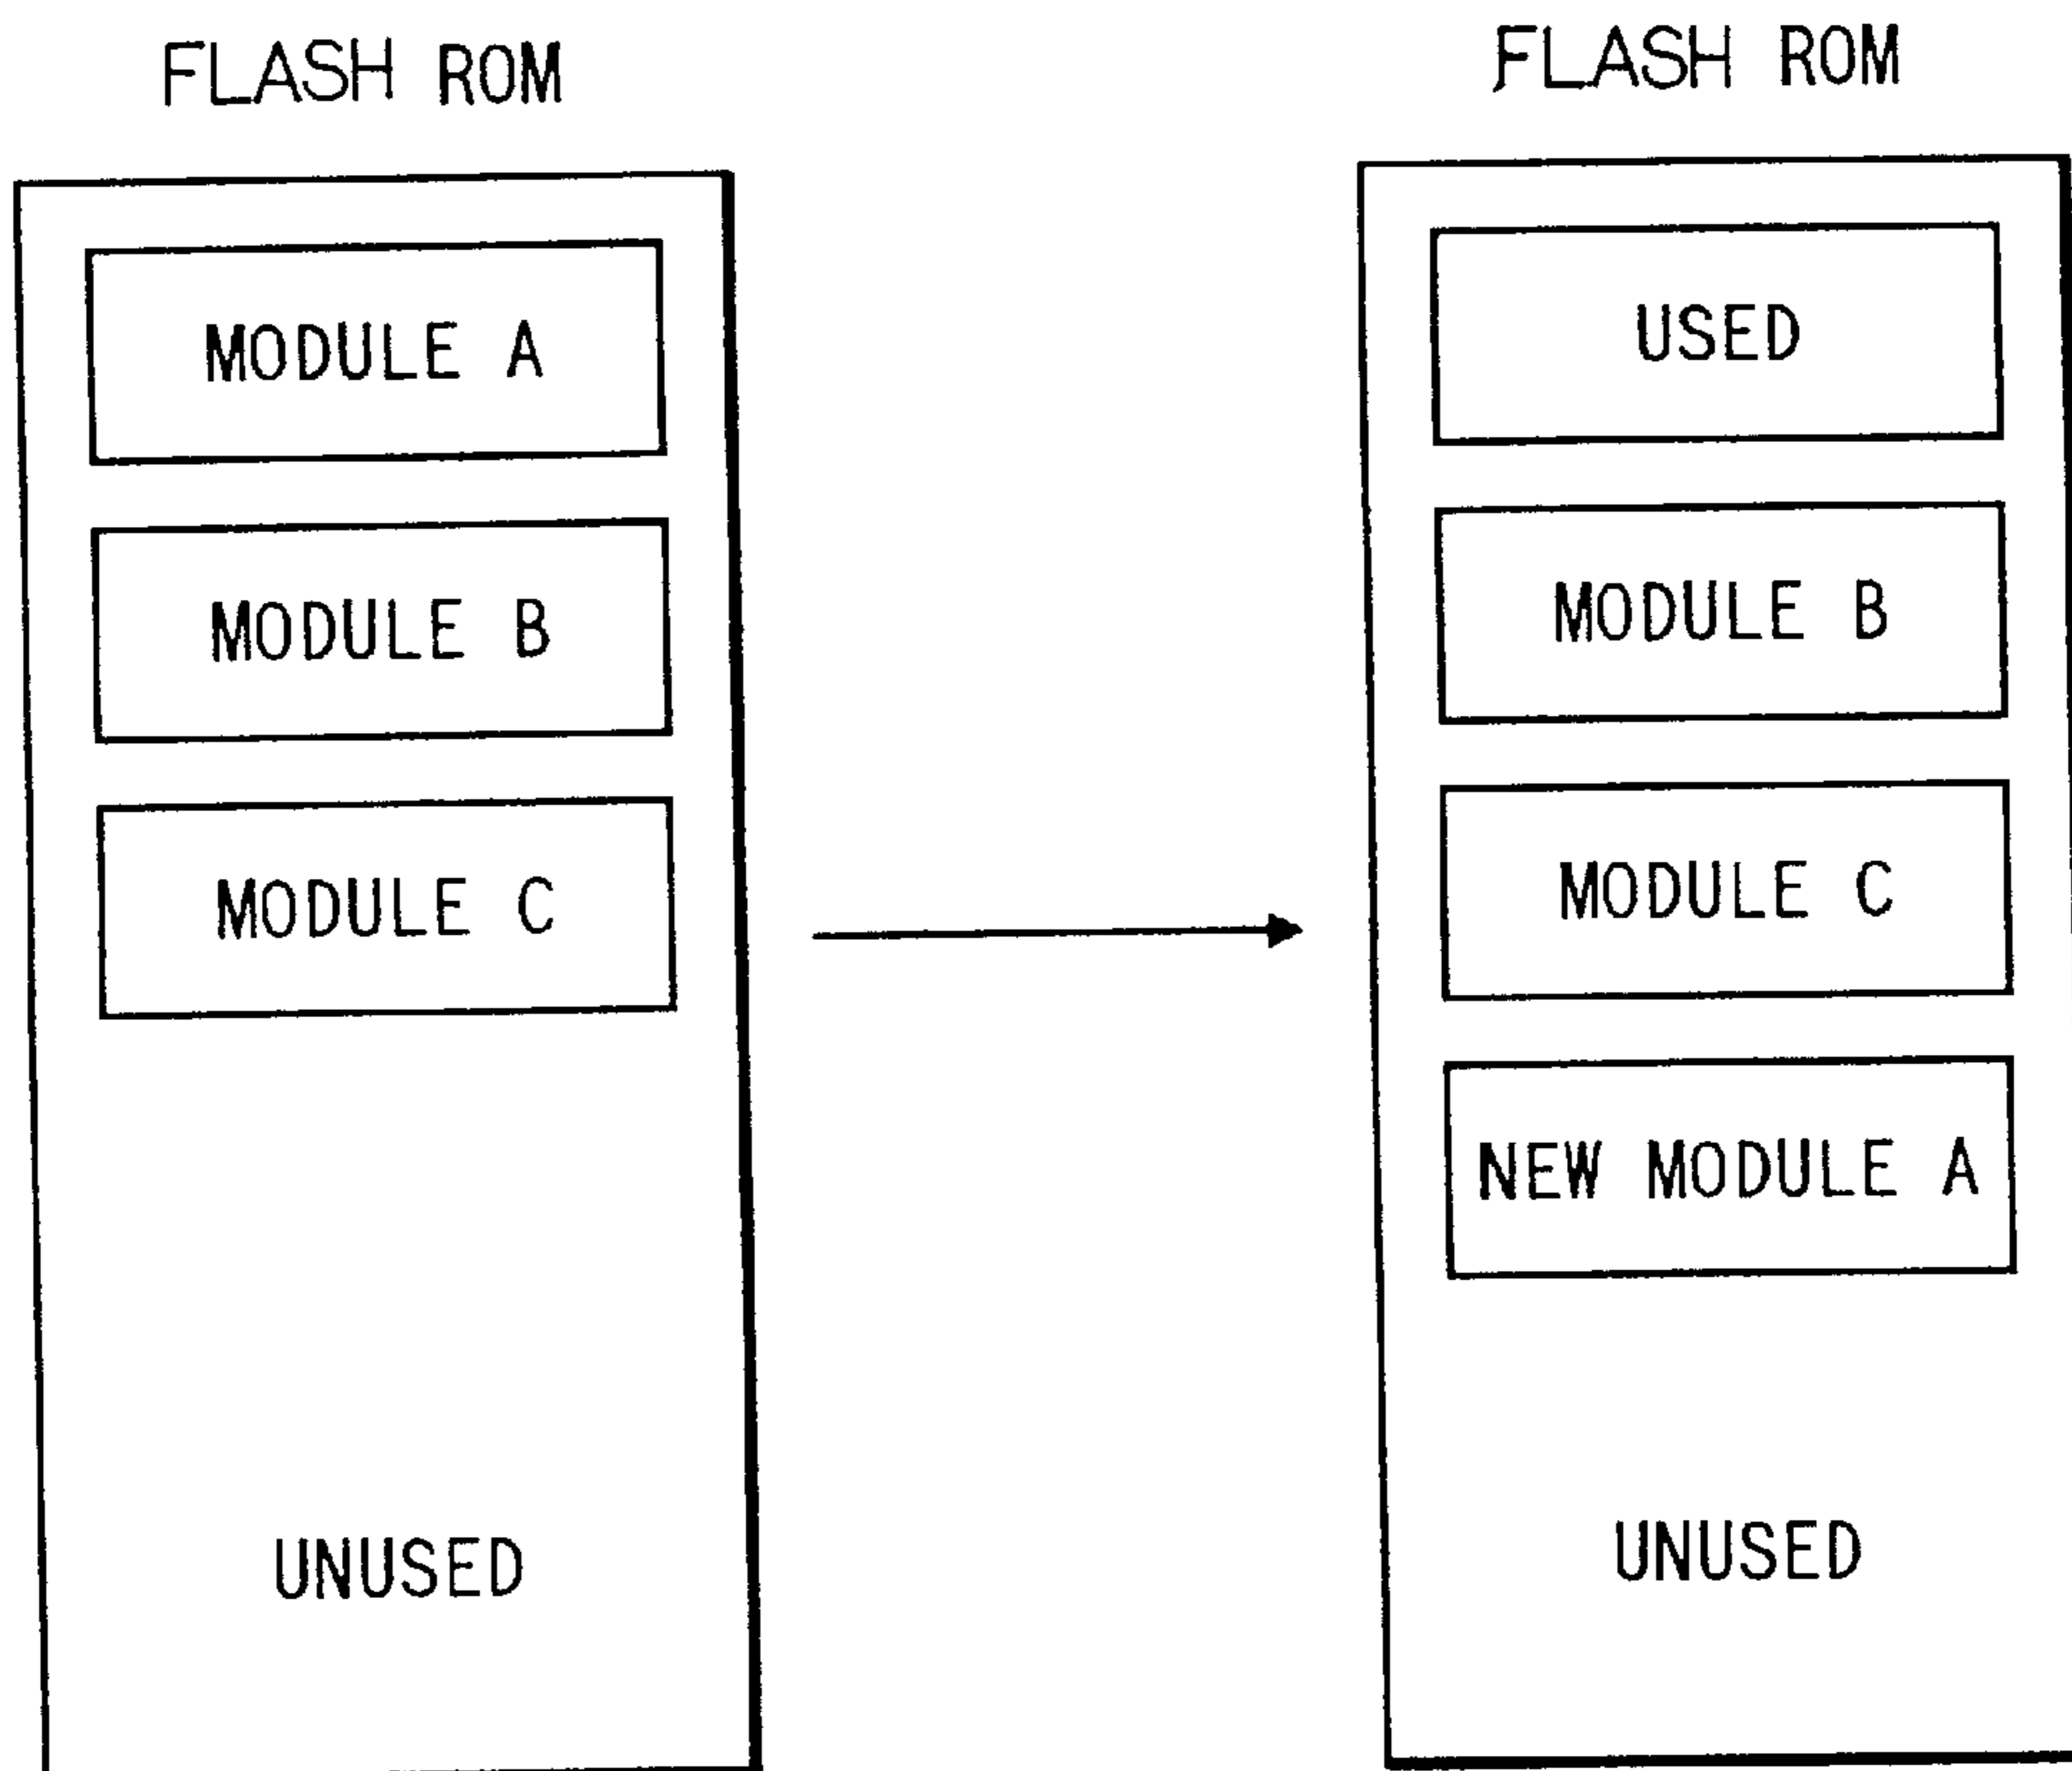 FLASH ROM
MODULE A
MODULE B
MODULE C
UNUSED
FLASH ROM
USED
MODULE B
MODULE C
NEW MODULE A
UNUSED